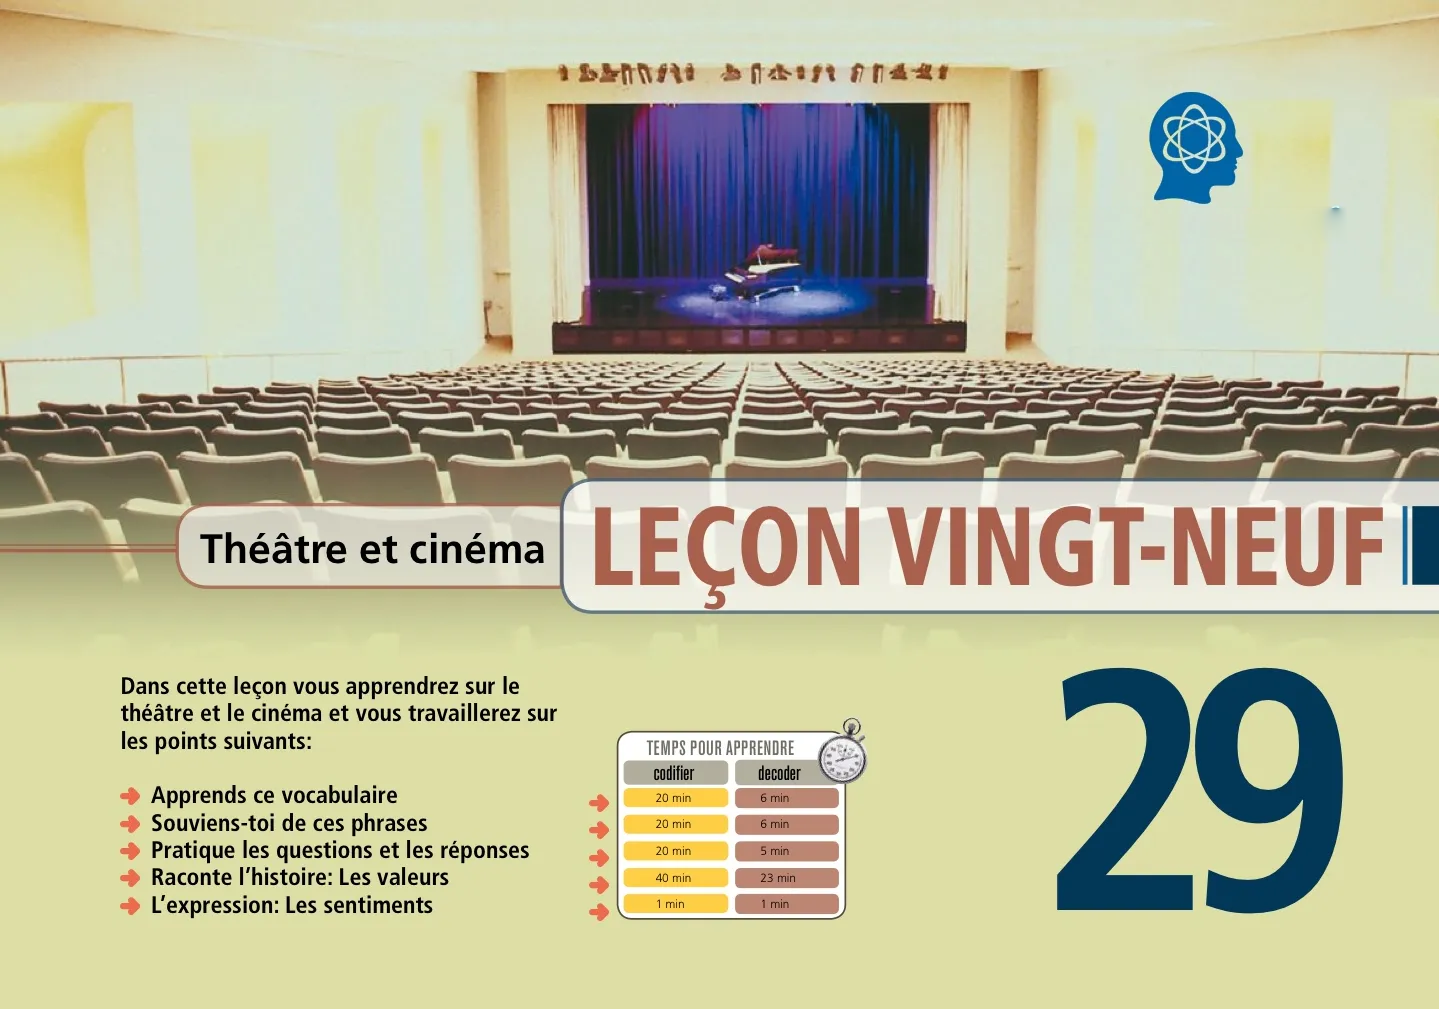 Théâtre et cinéma
LEÇON VINGT-NEUF
29
Dans cette leçon vous apprendrez sur le
théâtre et le cinéma et vous travaillerez sur
les points suivants:
Apprends ce vocabulaire
Souviens-toi de ces phrases
Pratique les questions et les réponses
Raconte l’histoire: Les valeurs
L’expression: Les sentiments
TEMPS POUR APPRENDRE
codifier decoder
20 min 6 min
20 min 6 min
20 min 5 min
40 min 23 min
1 min 1 min